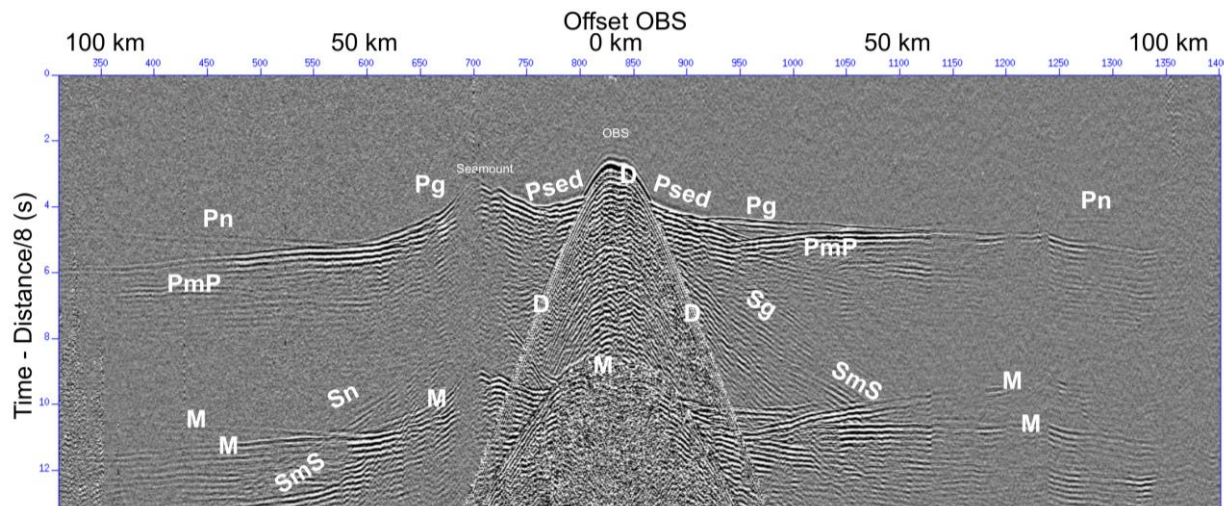 Offset OBS
100 km 50 km 0 km 50 km 100 km
350 400 450 500 550 600 650 700 750 800 850 900 950 1000 1050 1100 1150 1200 1250 1300 1350 1400
0
2
4
6
8
10
12
Time - Distance/8 (s)
OBS
Seamount
D
Pg Psed Psed Pg Pn
Pn
PmP
PmP
D D Sg
M SmS M
Sn M
M M
M
SmS